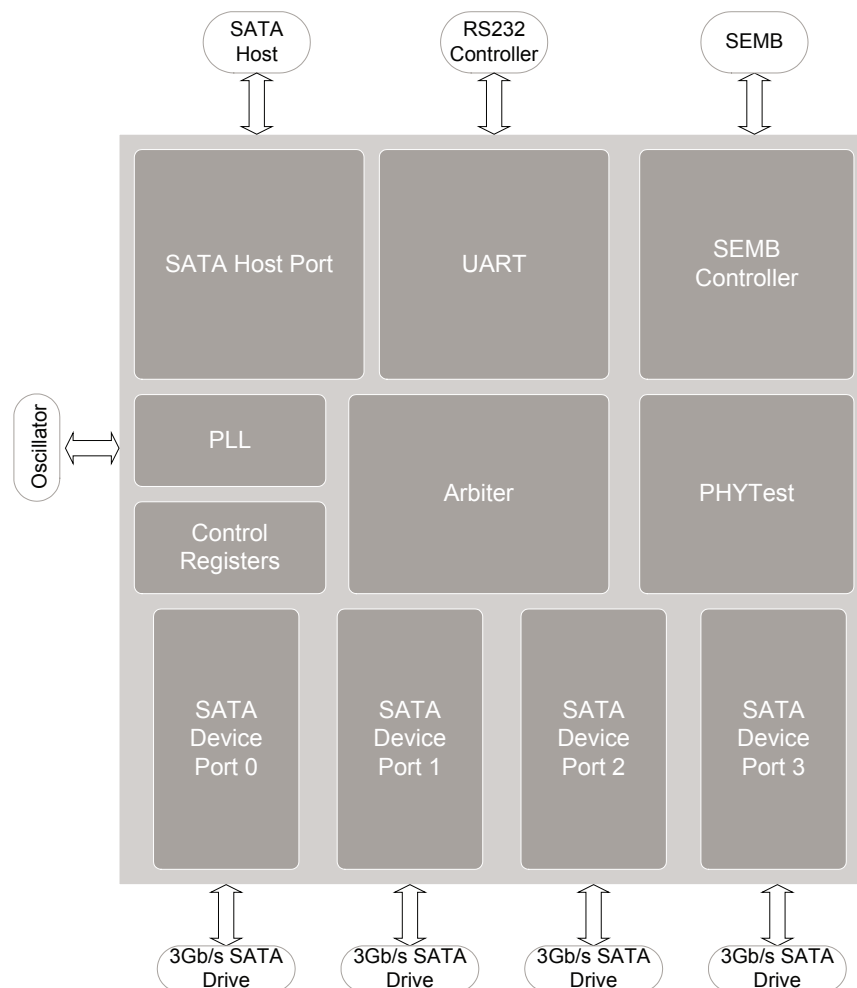 SATA
Host
RS232
Controller
SEMB
SATA Host Port
UART
SEMB
Controller
Oscillator
PLL
Arbiter
PHYTest
Control
Registers
SATA
Device
Port 0
SATA
Device
Port 1
SATA
Device
Port 2
SATA
Device
Port 3
3Gb/s SATA
Drive
3Gb/s SATA
Drive
3Gb/s SATA
Drive
3Gb/s SATA
Drive